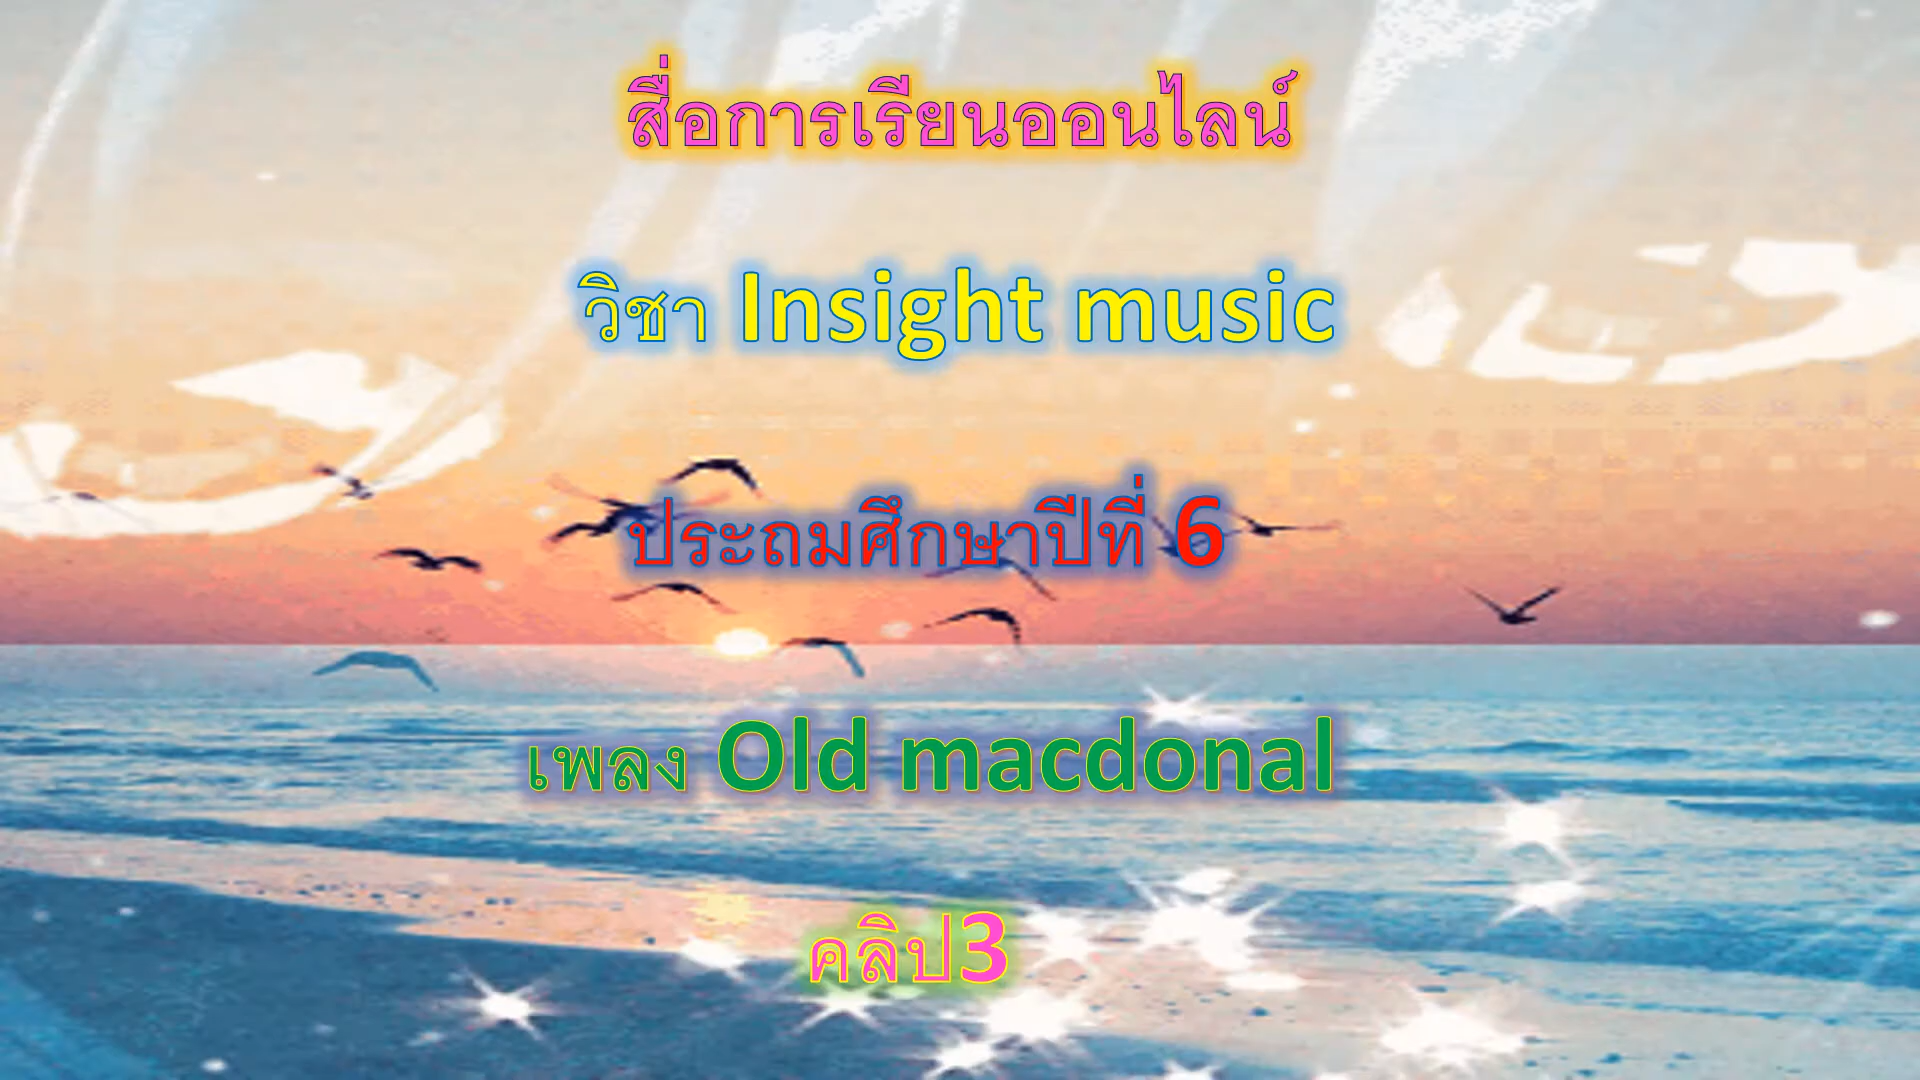 สื่อการเรียนออนไลน์
วิชา Insight music
ประถมศึกษาปีที่ 6
เพลง Old macdonal
คลิป3